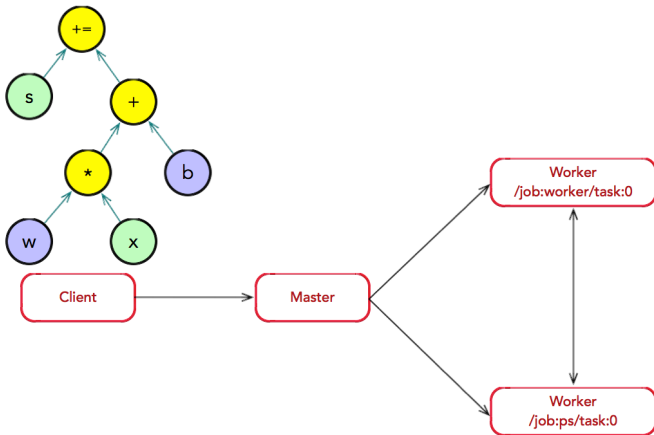 +=
s
+
*
b
w
x
Client
Master
Worker
/job:worker/task:0
Worker
/job:ps/task:0